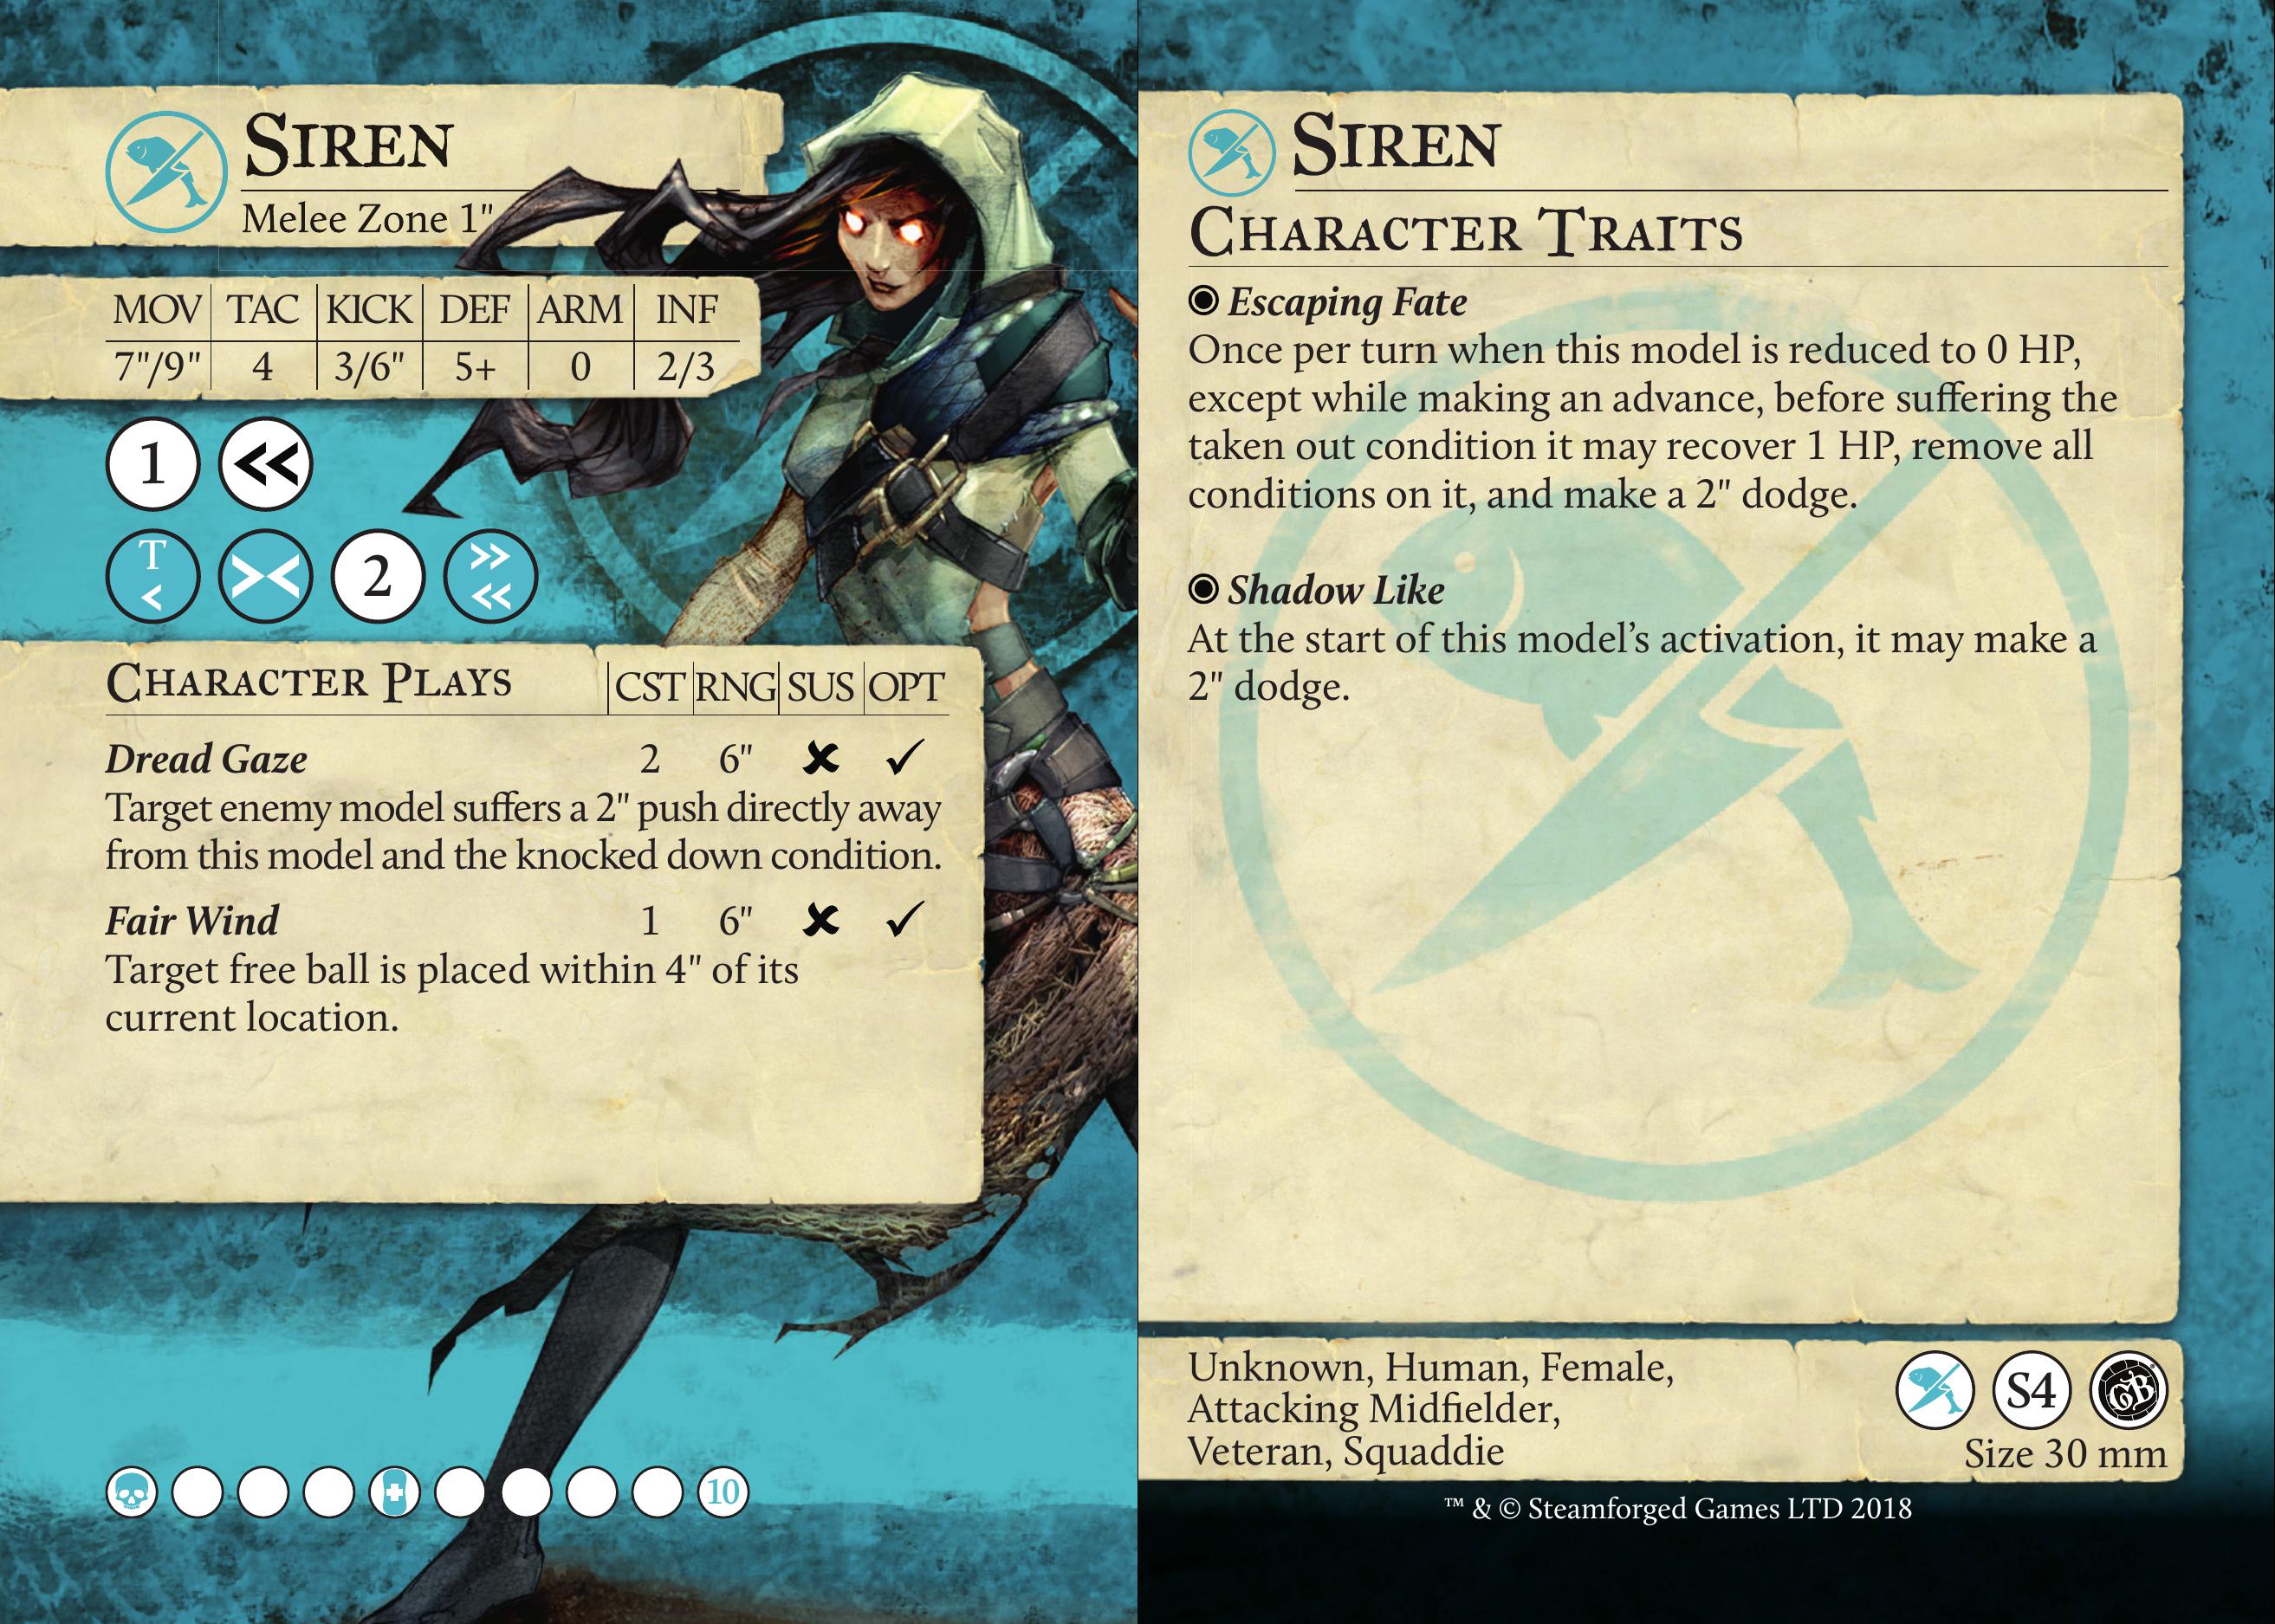 SIREN
Melee Zone 1"
MOV TAC KICK DEF ARM INF
7"/9" 4 3/6" 5+ 0 2/3
1 <<
T < >< 2 >> <<
CHARACTER PLAYS CST RNG SUS OPT
Dread Gaze 2 6" ✘ ✓
Target enemy model suffers a 2" push directly away
from this model and the knocked down condition.
Fair Wind 1 6" ✘ ✓
Target free ball is placed within 4" of its
current location.
10
SIREN
CHARACTER TRAITS
Escaping Fate
Once per turn when this model is reduced to 0 HP,
except while making an advance, before suffering the
taken out condition it may recover 1 HP, remove all
conditions on it, and make a 2" dodge.
Shadow Like
At the start of this model’s activation, it may make a
2" dodge.
Unknown, Human, Female,
Attacking Midfielder,
Veteran, Squaddie
S4 GB
Size 30 mm
™ & © Steamforged Games LTD 2018